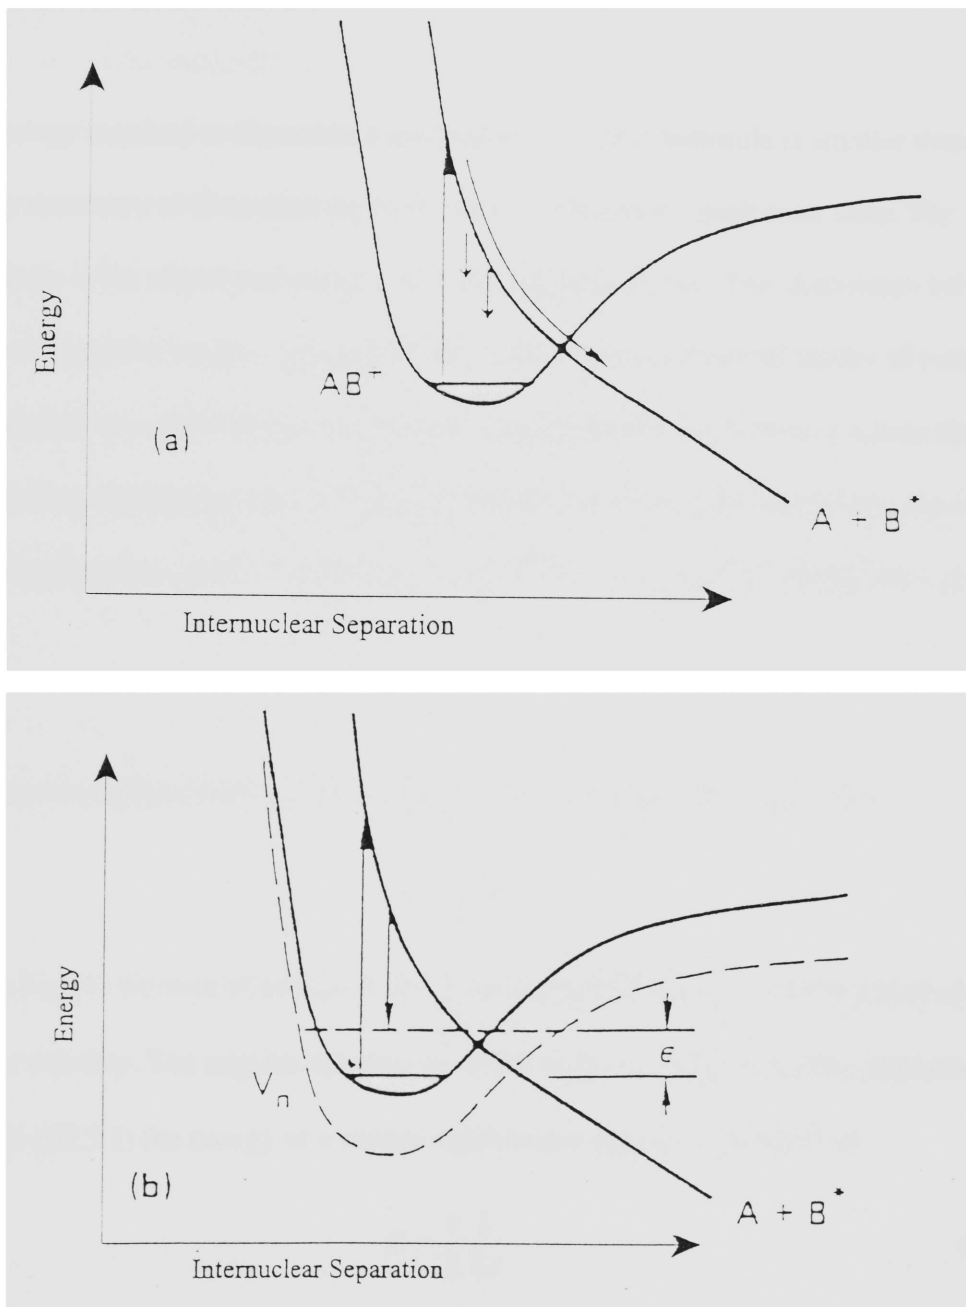 Energy
AB⁺
(a)
A + B*
Internuclear Separation
Energy
ϵ
Vₙ
(b)
A + B*
Internuclear Separation